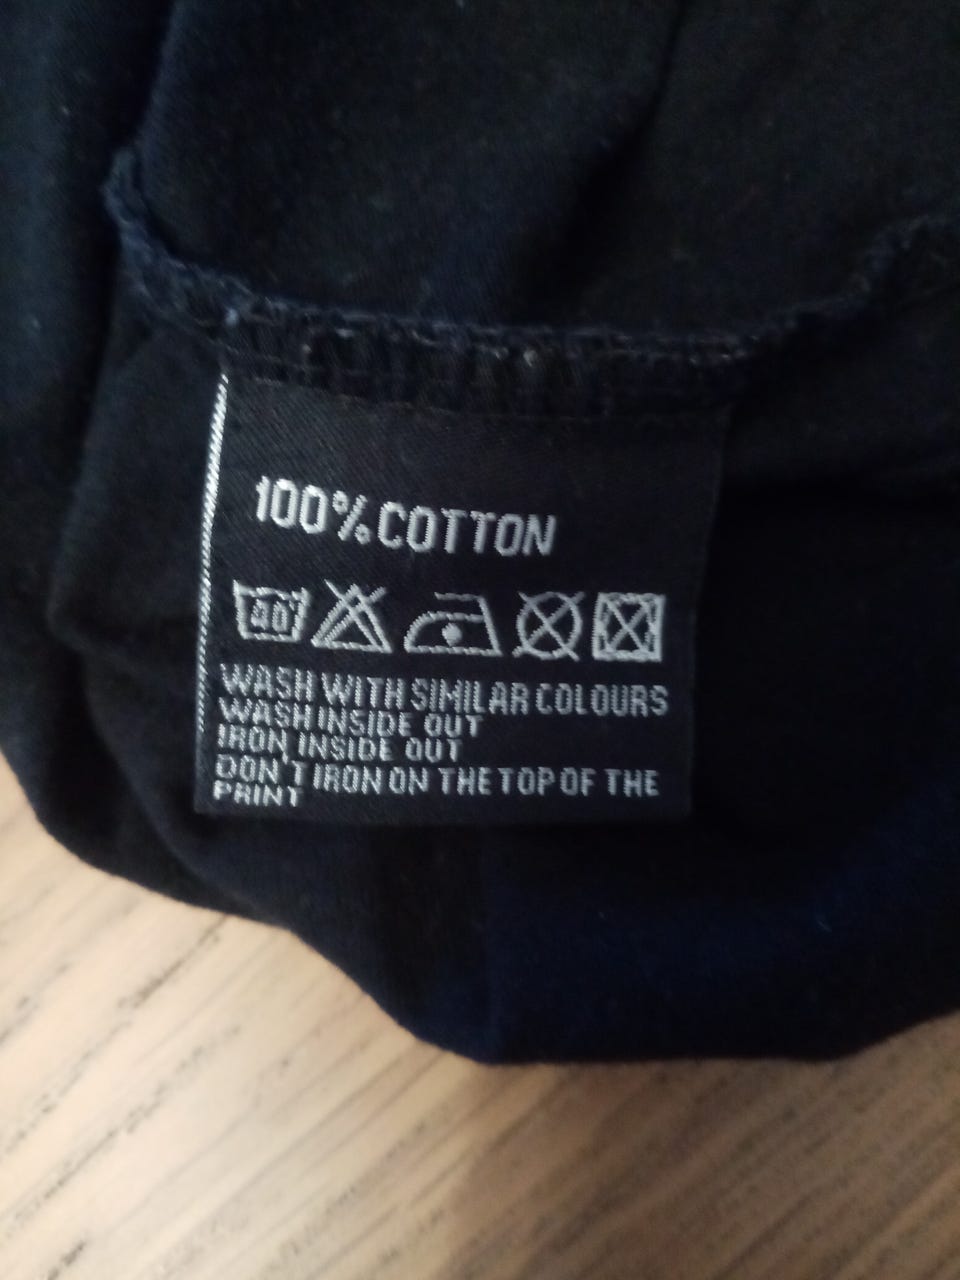 100% COTTON
40
WASH WITH SIMILAR COLOURS
WASH INSIDE OUT
IRON INSIDE OUT
DON'T IRON ON THE TOP OF THE
PRINT